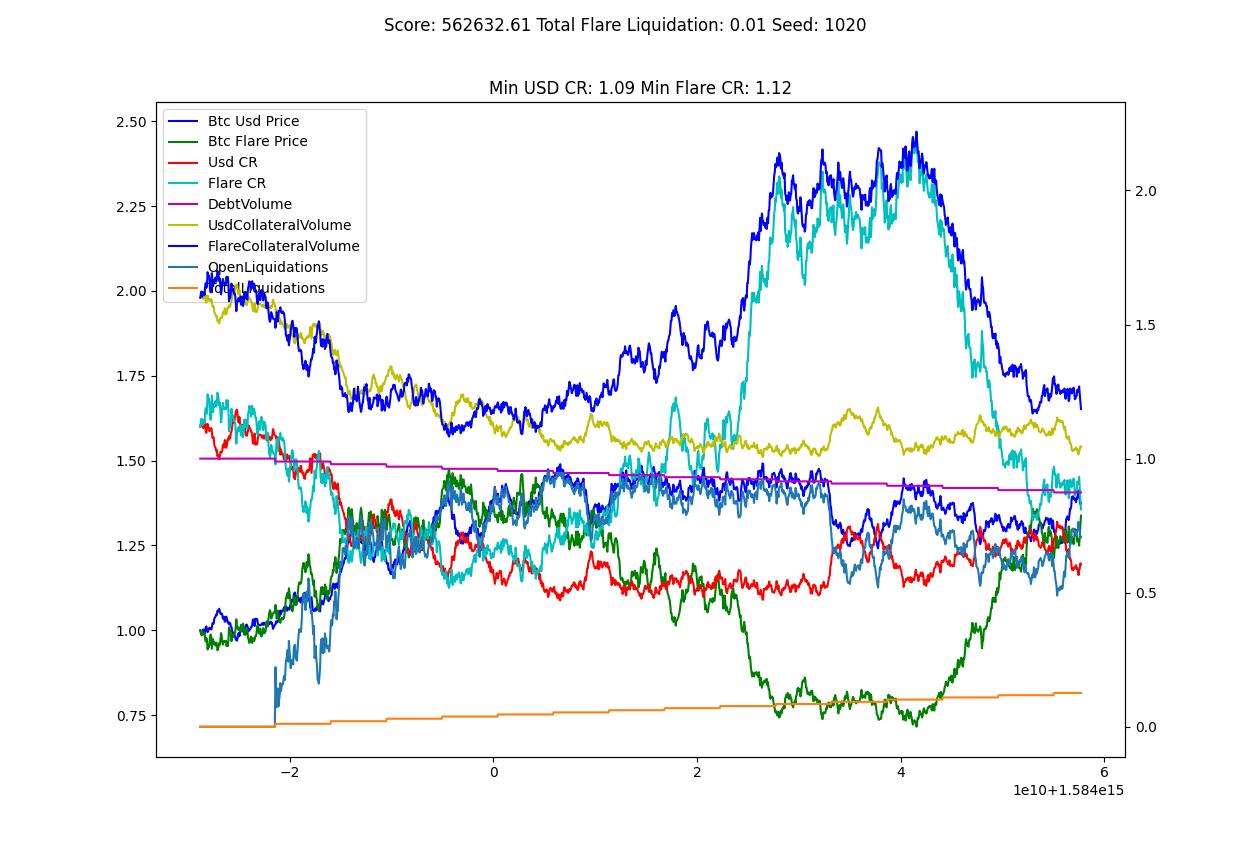 Score: 562632.61 Total Flare Liquidation: 0.01 Seed: 1020
Min USD CR: 1.09 Min Flare CR: 1.12
Btc Usd Price
Btc Flare Price
Usd CR
Flare CR
DebtVolume
UsdCollateralVolume
FlareCollateralVolume
OpenLiquidations
TotalLiquidations
2.50
2.25
2.00
1.75
1.50
1.25
1.00
0.75
2.0
1.5
1.0
0.5
0.0
−2
0
2
4
6
1e10+1.584e15